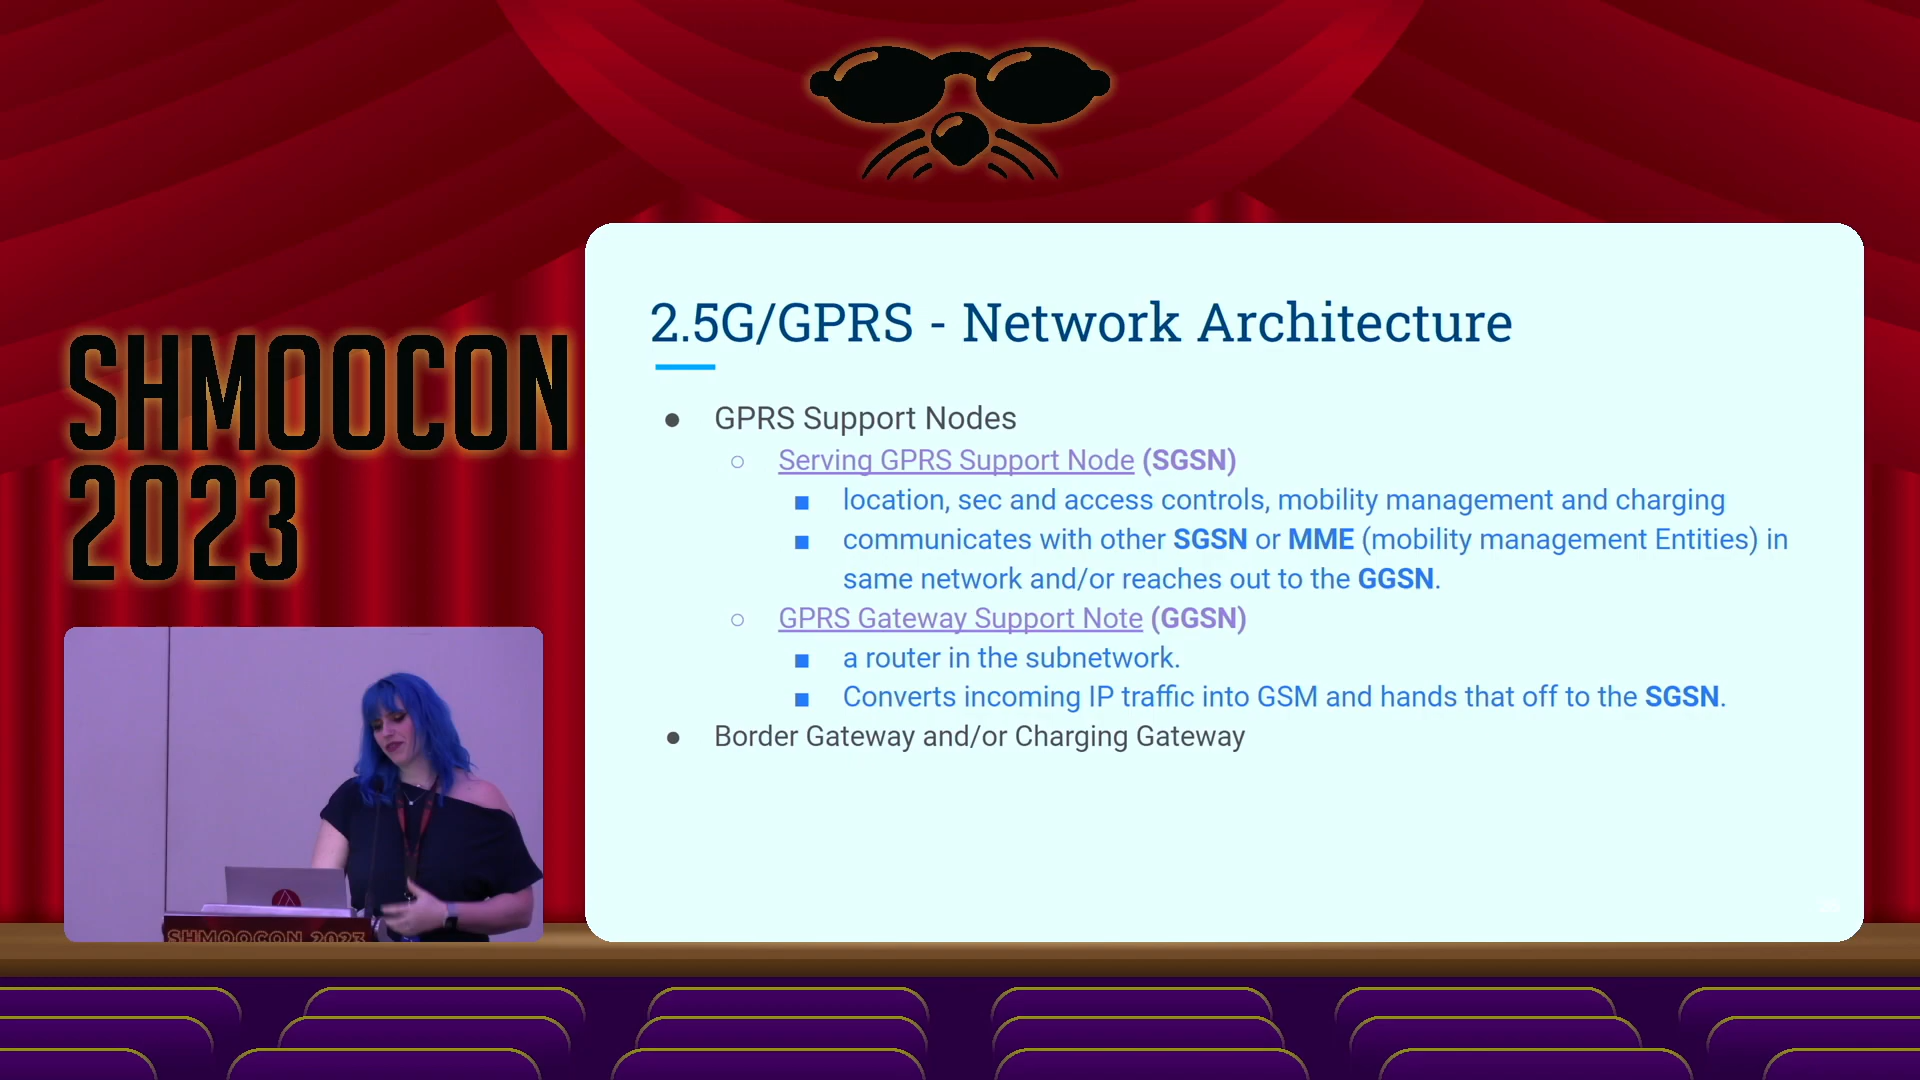 SHMOOCON
2023
2.5G/GPRS - Network Architecture
● GPRS Support Nodes
○ Serving GPRS Support Node (SGSN)
■ location, sec and access controls, mobility management and charging
■ communicates with other SGSN or MME (mobility management Entities) in
same network and/or reaches out to the GGSN.
○ GPRS Gateway Support Note (GGSN)
■ a router in the subnetwork.
■ Converts incoming IP traffic into GSM and hands that off to the SGSN.
● Border Gateway and/or Charging Gateway
SHMOOCON 2023